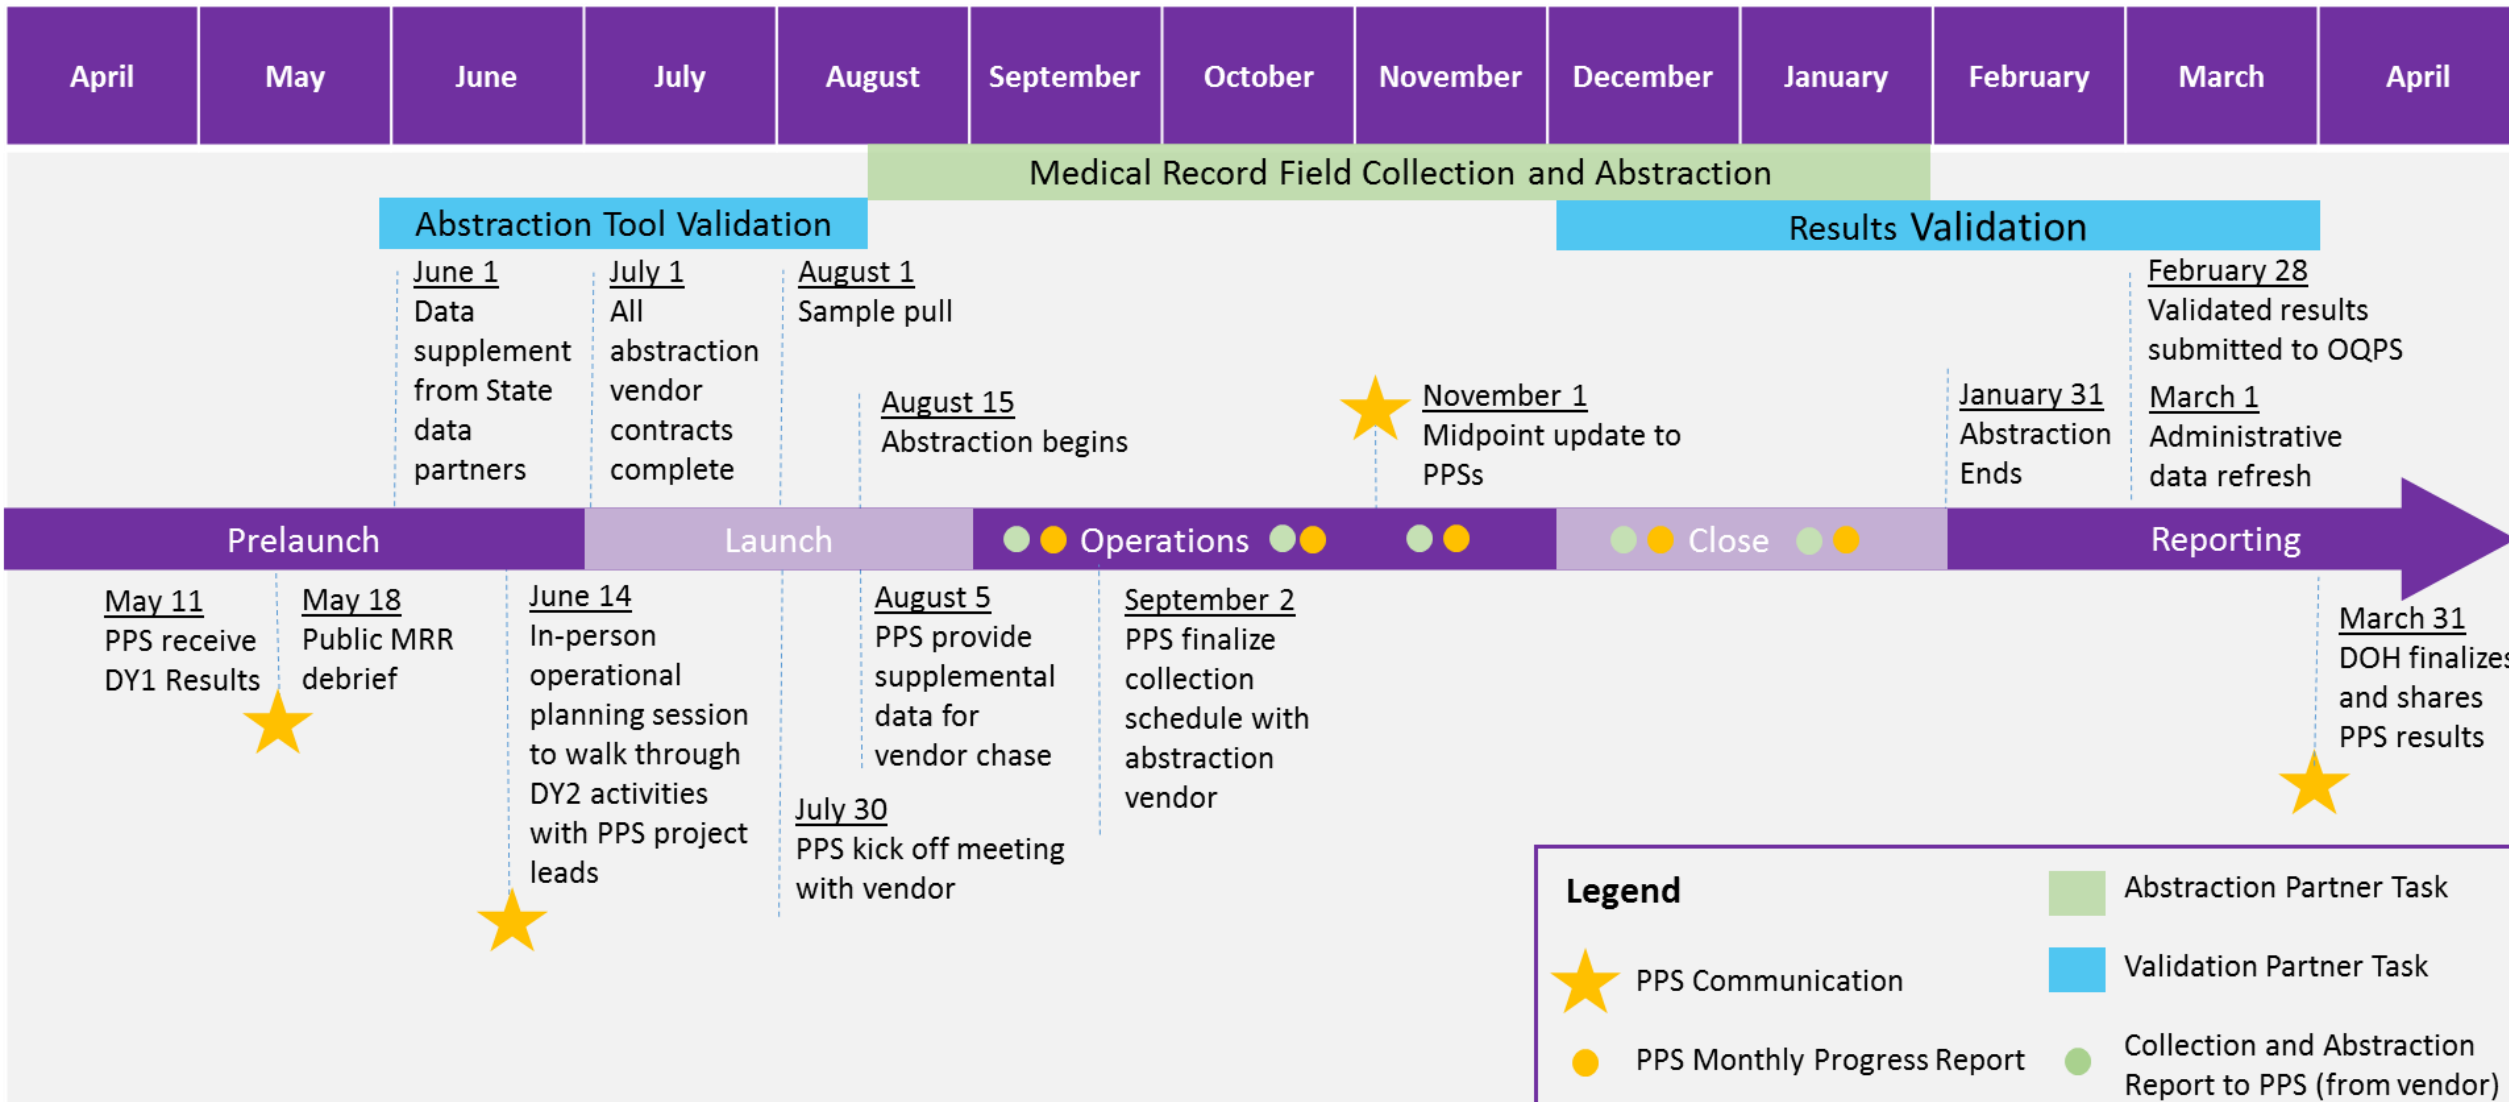 April
May
June
July
August
September
October
November
December
January
February
March
April
Medical Record Field Collection and Abstraction
Abstraction Tool Validation
Results Validation
June 1
Data
supplement
from State
data
partners
July 1
All
abstraction
vendor
contracts
complete
August 1
Sample pull
August 15
Abstraction begins
November 1
Midpoint update to
PPSs
January 31
Abstraction
Ends
February 28
Validated results
submitted to OQPS
March 1
Administrative
data refresh
Prelaunch
Launch
Operations
Close
Reporting
May 11
PPS receive
DY1 Results
May 18
Public MRR
debrief
June 14
In-person
operational
planning session
to walk through
DY2 activities
with PPS project
leads
July 30
PPS kick off meeting
with vendor
August 5
PPS provide
supplemental
data for
vendor chase
September 2
PPS finalize
collection
schedule with
abstraction
vendor
March 31
DOH finalizes
and shares
PPS results
Legend
PPS Communication
PPS Monthly Progress Report
Abstraction Partner Task
Validation Partner Task
Collection and Abstraction
Report to PPS (from vendor)